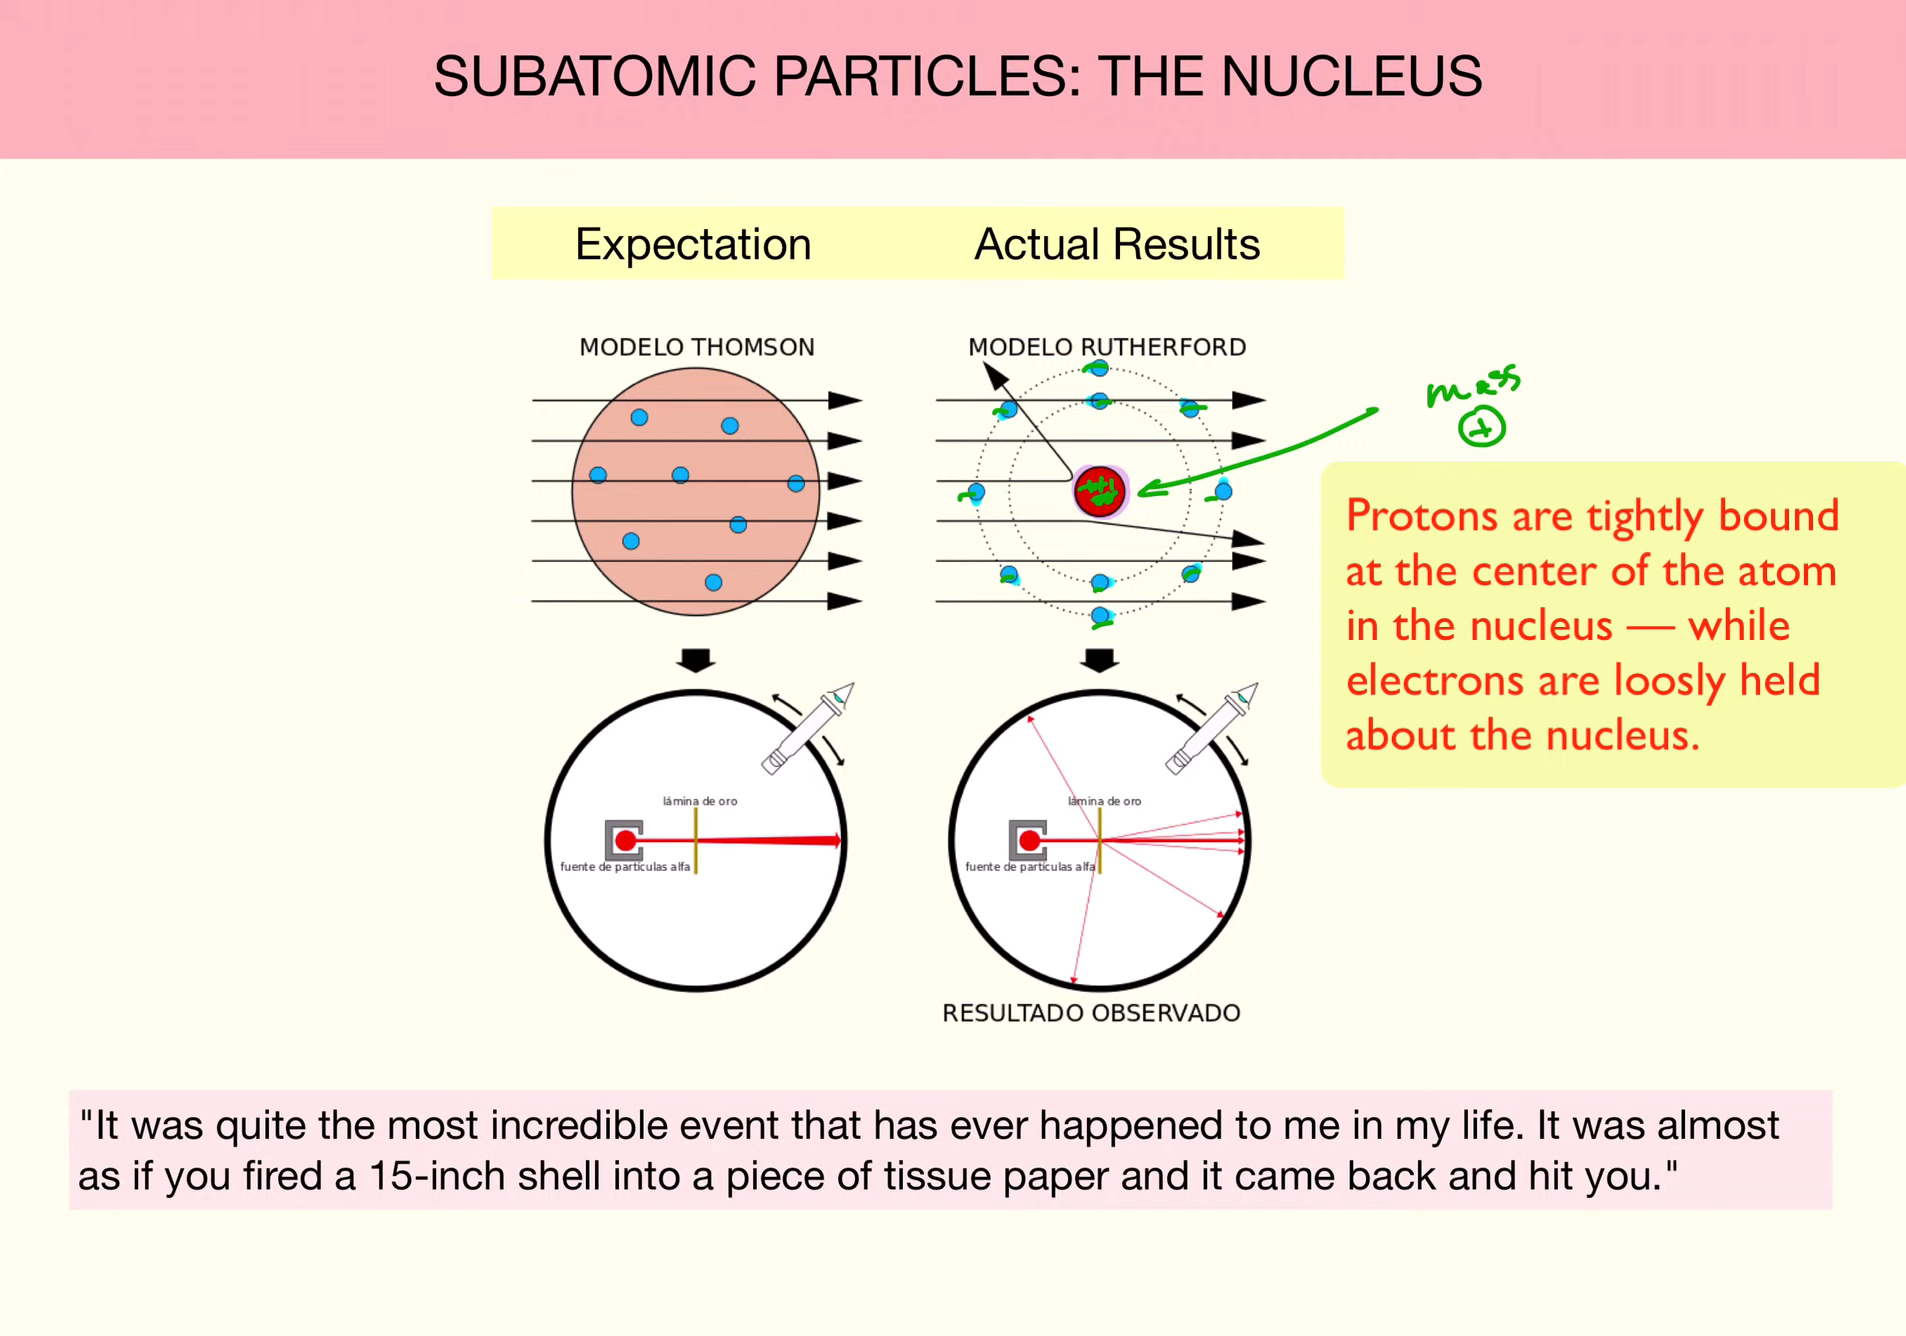 SUBATOMIC PARTICLES: THE NUCLEUS
Expectation
Actual Results
MODELO THOMSON
MODELO RUTHERFORD
mass
+
Protons are tightly bound
at the center of the atom
in the nucleus — while
electrons are loosly held
about the nucleus.
lámina de oro
fuente de partículas alfa
lámina de oro
fuente de partículas alfa
RESULTADO OBSERVADO
"It was quite the most incredible event that has ever happened to me in my life. It was almost
as if you fired a 15-inch shell into a piece of tissue paper and it came back and hit you."